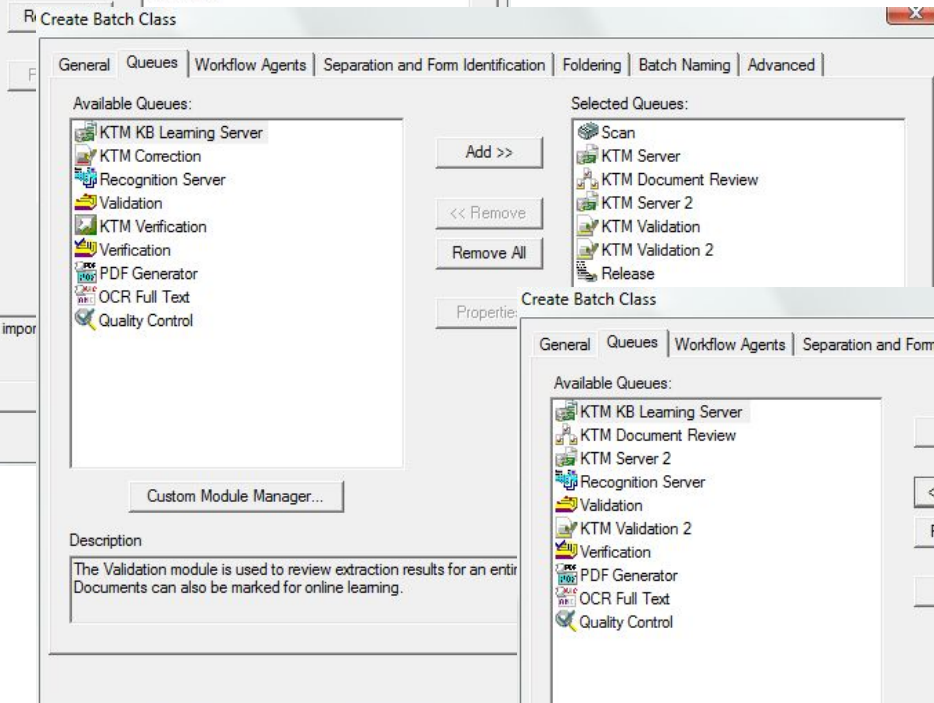 Create Batch Class
General Queues Workflow Agents Separation and Form Identification Foldering Batch Naming Advanced
Available Queues:
KTM KB Learning Server
KTM Correction
Recognition Server
Validation
KTM Verification
Verification
PDF Generator
OCR Full Text
Quality Control
Add >>
<< Remove
Remove All
Propertie
Selected Queues:
Scan
KTM Server
KTM Document Review
KTM Server 2
KTM Validation
KTM Validation 2
Release
impor
Custom Module Manager...
Description
The Validation module is used to review extraction results for an entir
Documents can also be marked for online learning.
Create Batch Class
General Queues Workflow Agents Separation and Form
Available Queues:
KTM KB Learning Server
KTM Document Review
KTM Server 2
Recognition Server
Validation
KTM Validation 2
Verification
PDF Generator
OCR Full Text
Quality Control